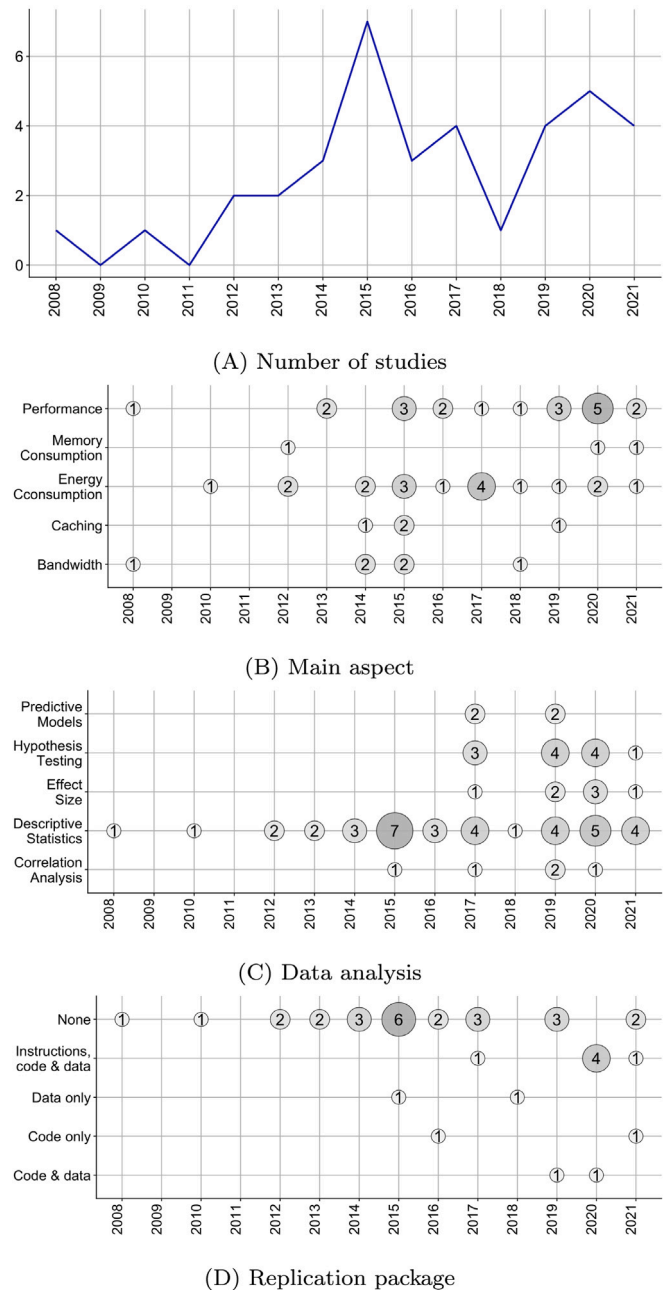 6
4
2
0
2008 2009 2010 2011 2012 2013 2014 2015 2016 2017 2018 2019 2020 2021
(A) Number of studies
Performance 1 2 3 2 1 1 3 5 2
Memory
Consumption 1 1 1
Energy
Cconsumption 1 2 2 3 1 4 1 1 2 1
Caching 1 2 1
Bandwidth 1 2 2 1
2008 2009 2010 2011 2012 2013 2014 2015 2016 2017 2018 2019 2020 2021
(B) Main aspect
Predictive
Models 2 2
Hypothesis
Testing 3 4 4 1
Effect
Size 1 2 3 1
Descriptive
Statistics 1 1 2 2 3 7 3 4 1 4 5 4
Correlation
Analysis 1 1 2 1
2008 2009 2010 2011 2012 2013 2014 2015 2016 2017 2018 2019 2020 2021
(C) Data analysis
None 1 1 2 2 3 6 2 3 3 2
Instructions,
code & data 1 4 1
Data only 1 1
Code only 1 1
Code & data 1 1
2008 2009 2010 2011 2012 2013 2014 2015 2016 2017 2018 2019 2020 2021
(D) Replication package